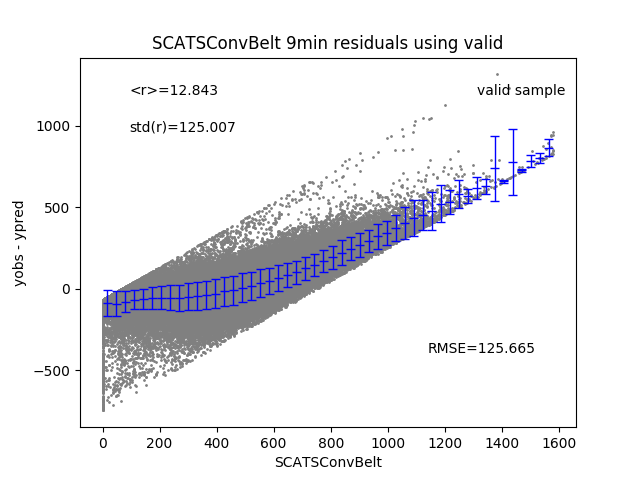 SCATSConvBelt 9min residuals using valid
<r>=12.843
valid sample
std(r)=125.007
RMSE=125.665
yobs - ypred
1000
500
0
−500
0 200 400 600 800 1000 1200 1400 1600
SCATSConvBelt